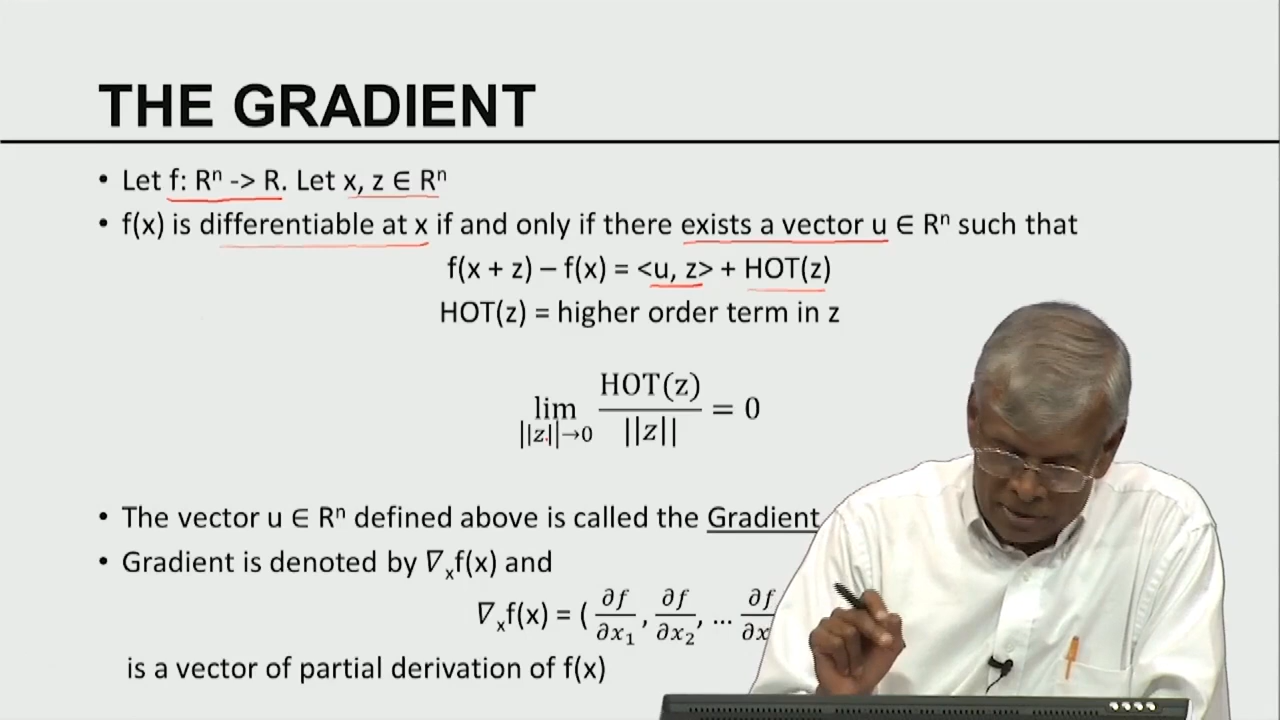 THE GRADIENT
• Let f: Rⁿ -> R. Let x, z ∈ Rⁿ
• f(x) is differentiable at x if and only if there exists a vector u ∈ Rⁿ such that
f(x + z) – f(x) = <u, z> + HOT(z)
HOT(z) = higher order term in z
lim ||z||→0 HOT(z) / ||z|| = 0
• The vector u ∈ Rⁿ defined above is called the Gradient
• Gradient is denoted by ∇ₓf(x) and
∇ₓf(x) = ( ∂f/∂x₁ , ∂f/∂x₂ , ... ∂f/∂x
is a vector of partial derivation of f(x)